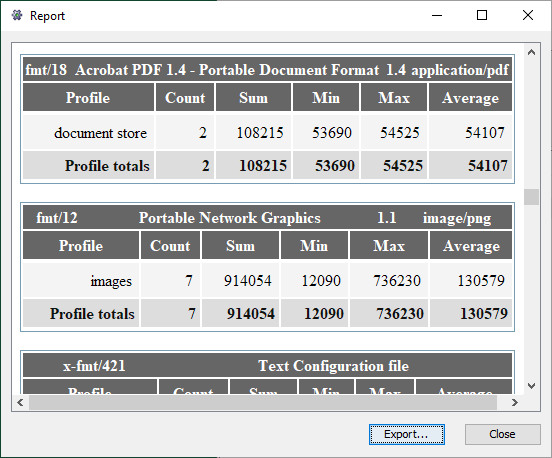 Report
fmt/18 Acrobat PDF 1.4 - Portable Document Format 1.4 application/pdf
Profile Count Sum Min Max Average
document store 2 108215 53690 54525 54107
Profile totals 2 108215 53690 54525 54107
fmt/12 Portable Network Graphics 1.1 image/png
Profile Count Sum Min Max Average
images 7 914054 12090 736230 130579
Profile totals 7 914054 12090 736230 130579
x-fmt/421 Text Configuration file
Profile Count Sum Min Max Average
Export... Close